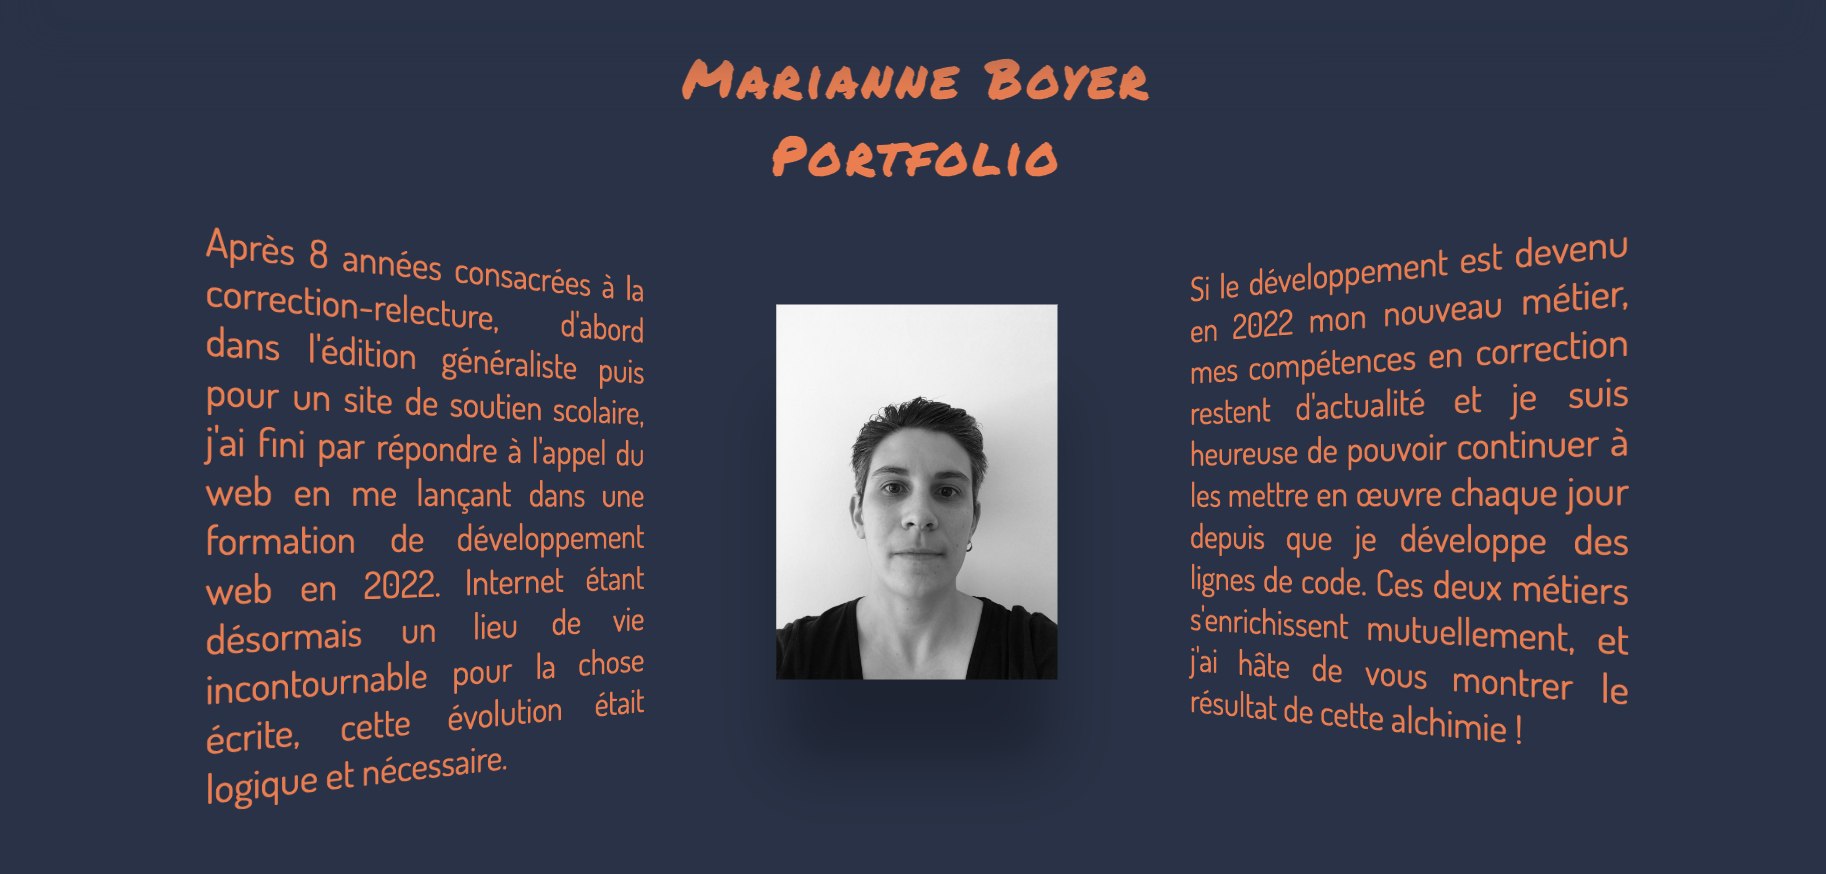 Marianne Boyer
Portfolio
Après 8 années consacrées à la
correction-relecture, d'abord
dans l'édition généraliste puis
pour un site de soutien scolaire,
j'ai fini par répondre à l'appel du
web en me lançant dans une
formation de développement
web en 2022. Internet étant
désormais un lieu de vie
incontournable pour la chose
écrite, cette évolution était
logique et nécessaire.
Si le développement est devenu
en 2022 mon nouveau métier,
mes compétences en correction
restent d'actualité et je suis
heureuse de pouvoir continuer à
les mettre en œuvre chaque jour
depuis que je développe des
lignes de code. Ces deux métiers
s'enrichissent mutuellement, et
j'ai hâte de vous montrer le
résultat de cette alchimie !